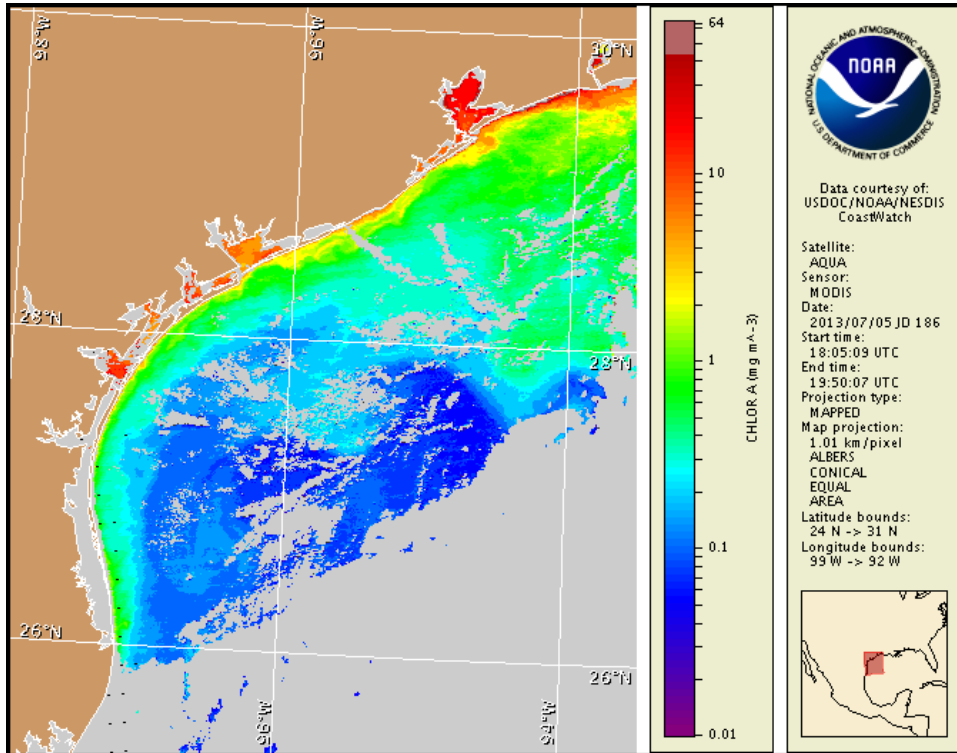 98°W
96°W
30°N
28°N
28°N
26°N
26°N
96°W
94°W
64
10
1
0.1
0.01
CHLOR A (mg m^-3)
NATIONAL OCEANIC AND ATMOSPHERIC ADMINISTRATION
NOAA
U.S. DEPARTMENT OF COMMERCE
Data courtesy of:
USDOC/NOAA/NESDIS
CoastWatch
Satellite:
AQUA
Sensor:
MODIS
Date:
2013/07/05 JD 186
Start time:
18:05:09 UTC
End time:
19:50:07 UTC
Projection type:
MAPPED
Map projection:
1.01 km/pixel
ALBERS
CONICAL
EQUAL
AREA
Latitude bounds:
24 N -> 31 N
Longitude bounds:
99 W -> 92 W